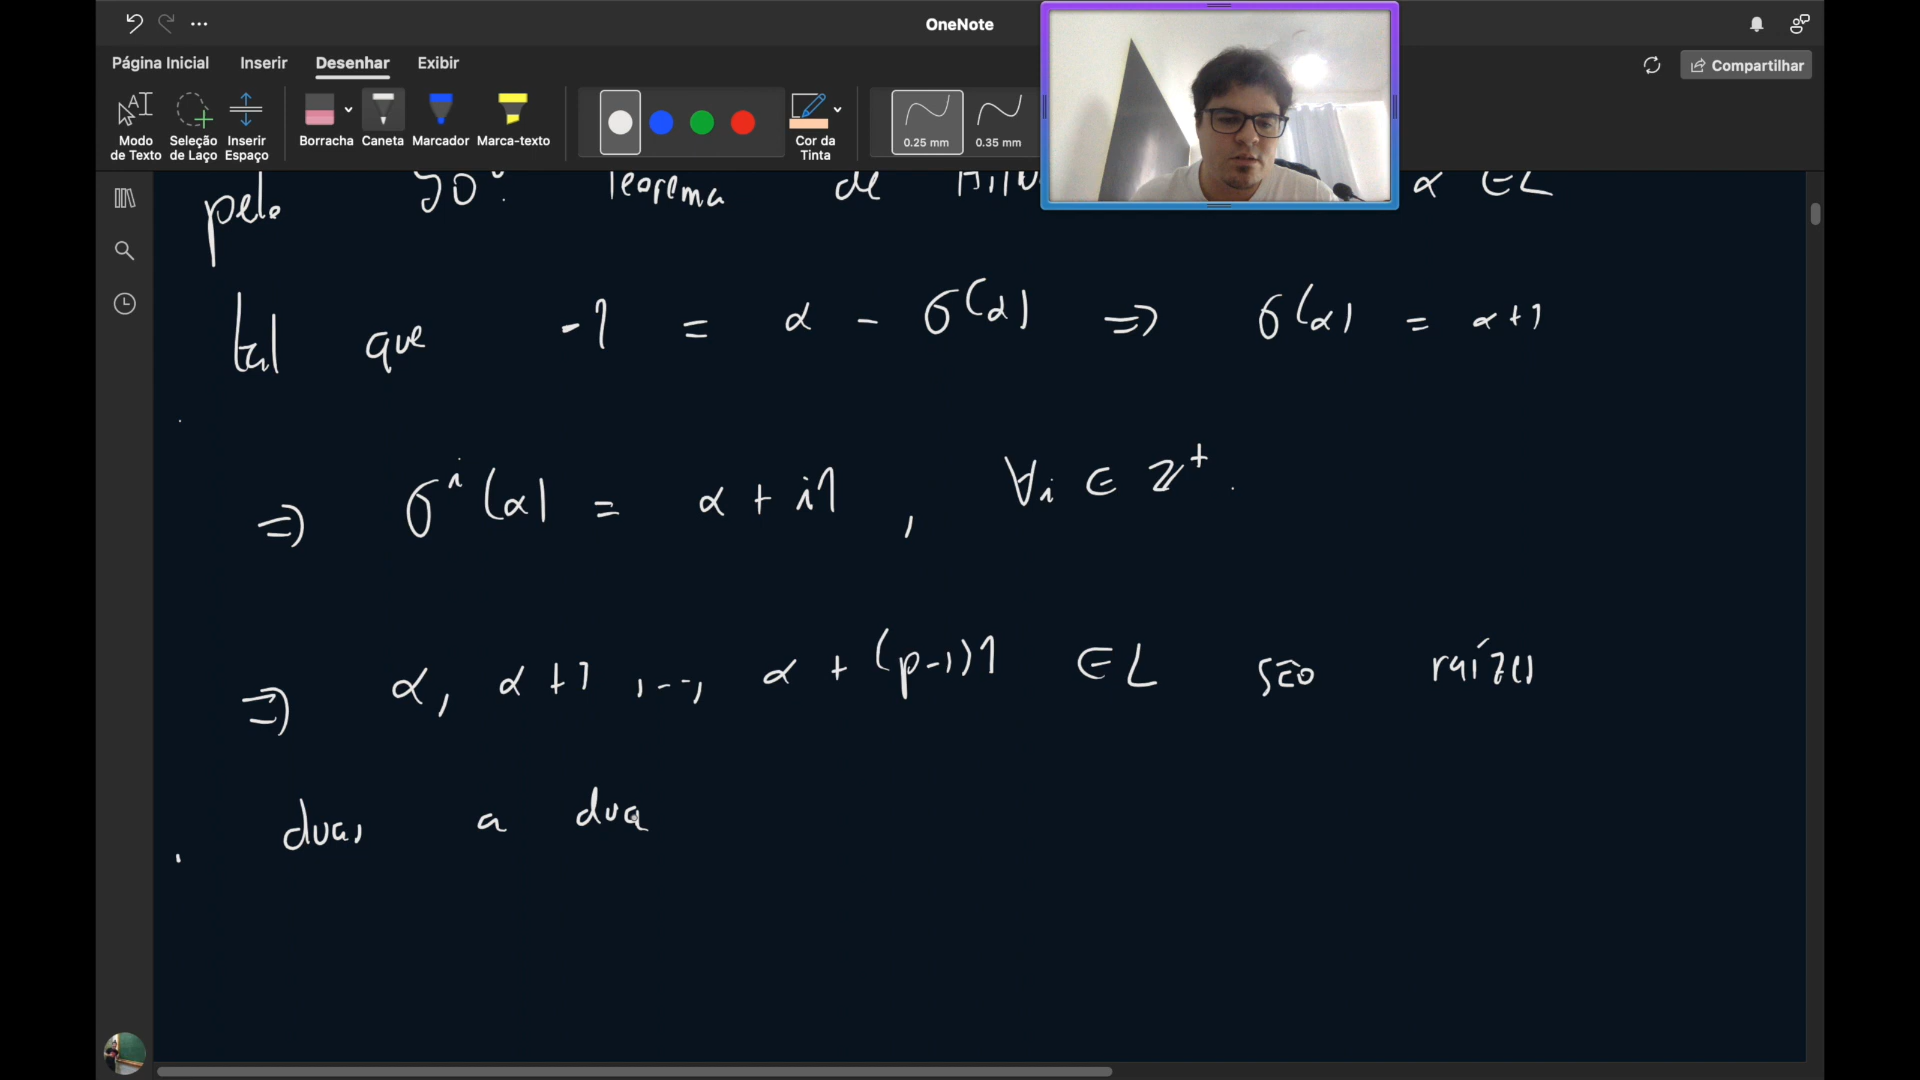 OneNote
Página Inicial Inserir Desenhar Exibir
Compartilhar
Modo de Texto Seleção de Laço Inserir Espaço Borracha Caneta Marcador Marca-texto Cor da Tinta 0.25 mm 0.35 mm
pelo 90º Teorema de α ∈ L
tal que -1 = α - σ(α) => σ(α) = α+1
=> σ^i(α) = α + i1, ∀i ∈ ℤ^+.
=> α, α+1, ..., α + (p-1)1 ∈ L são raízes
duas a dua